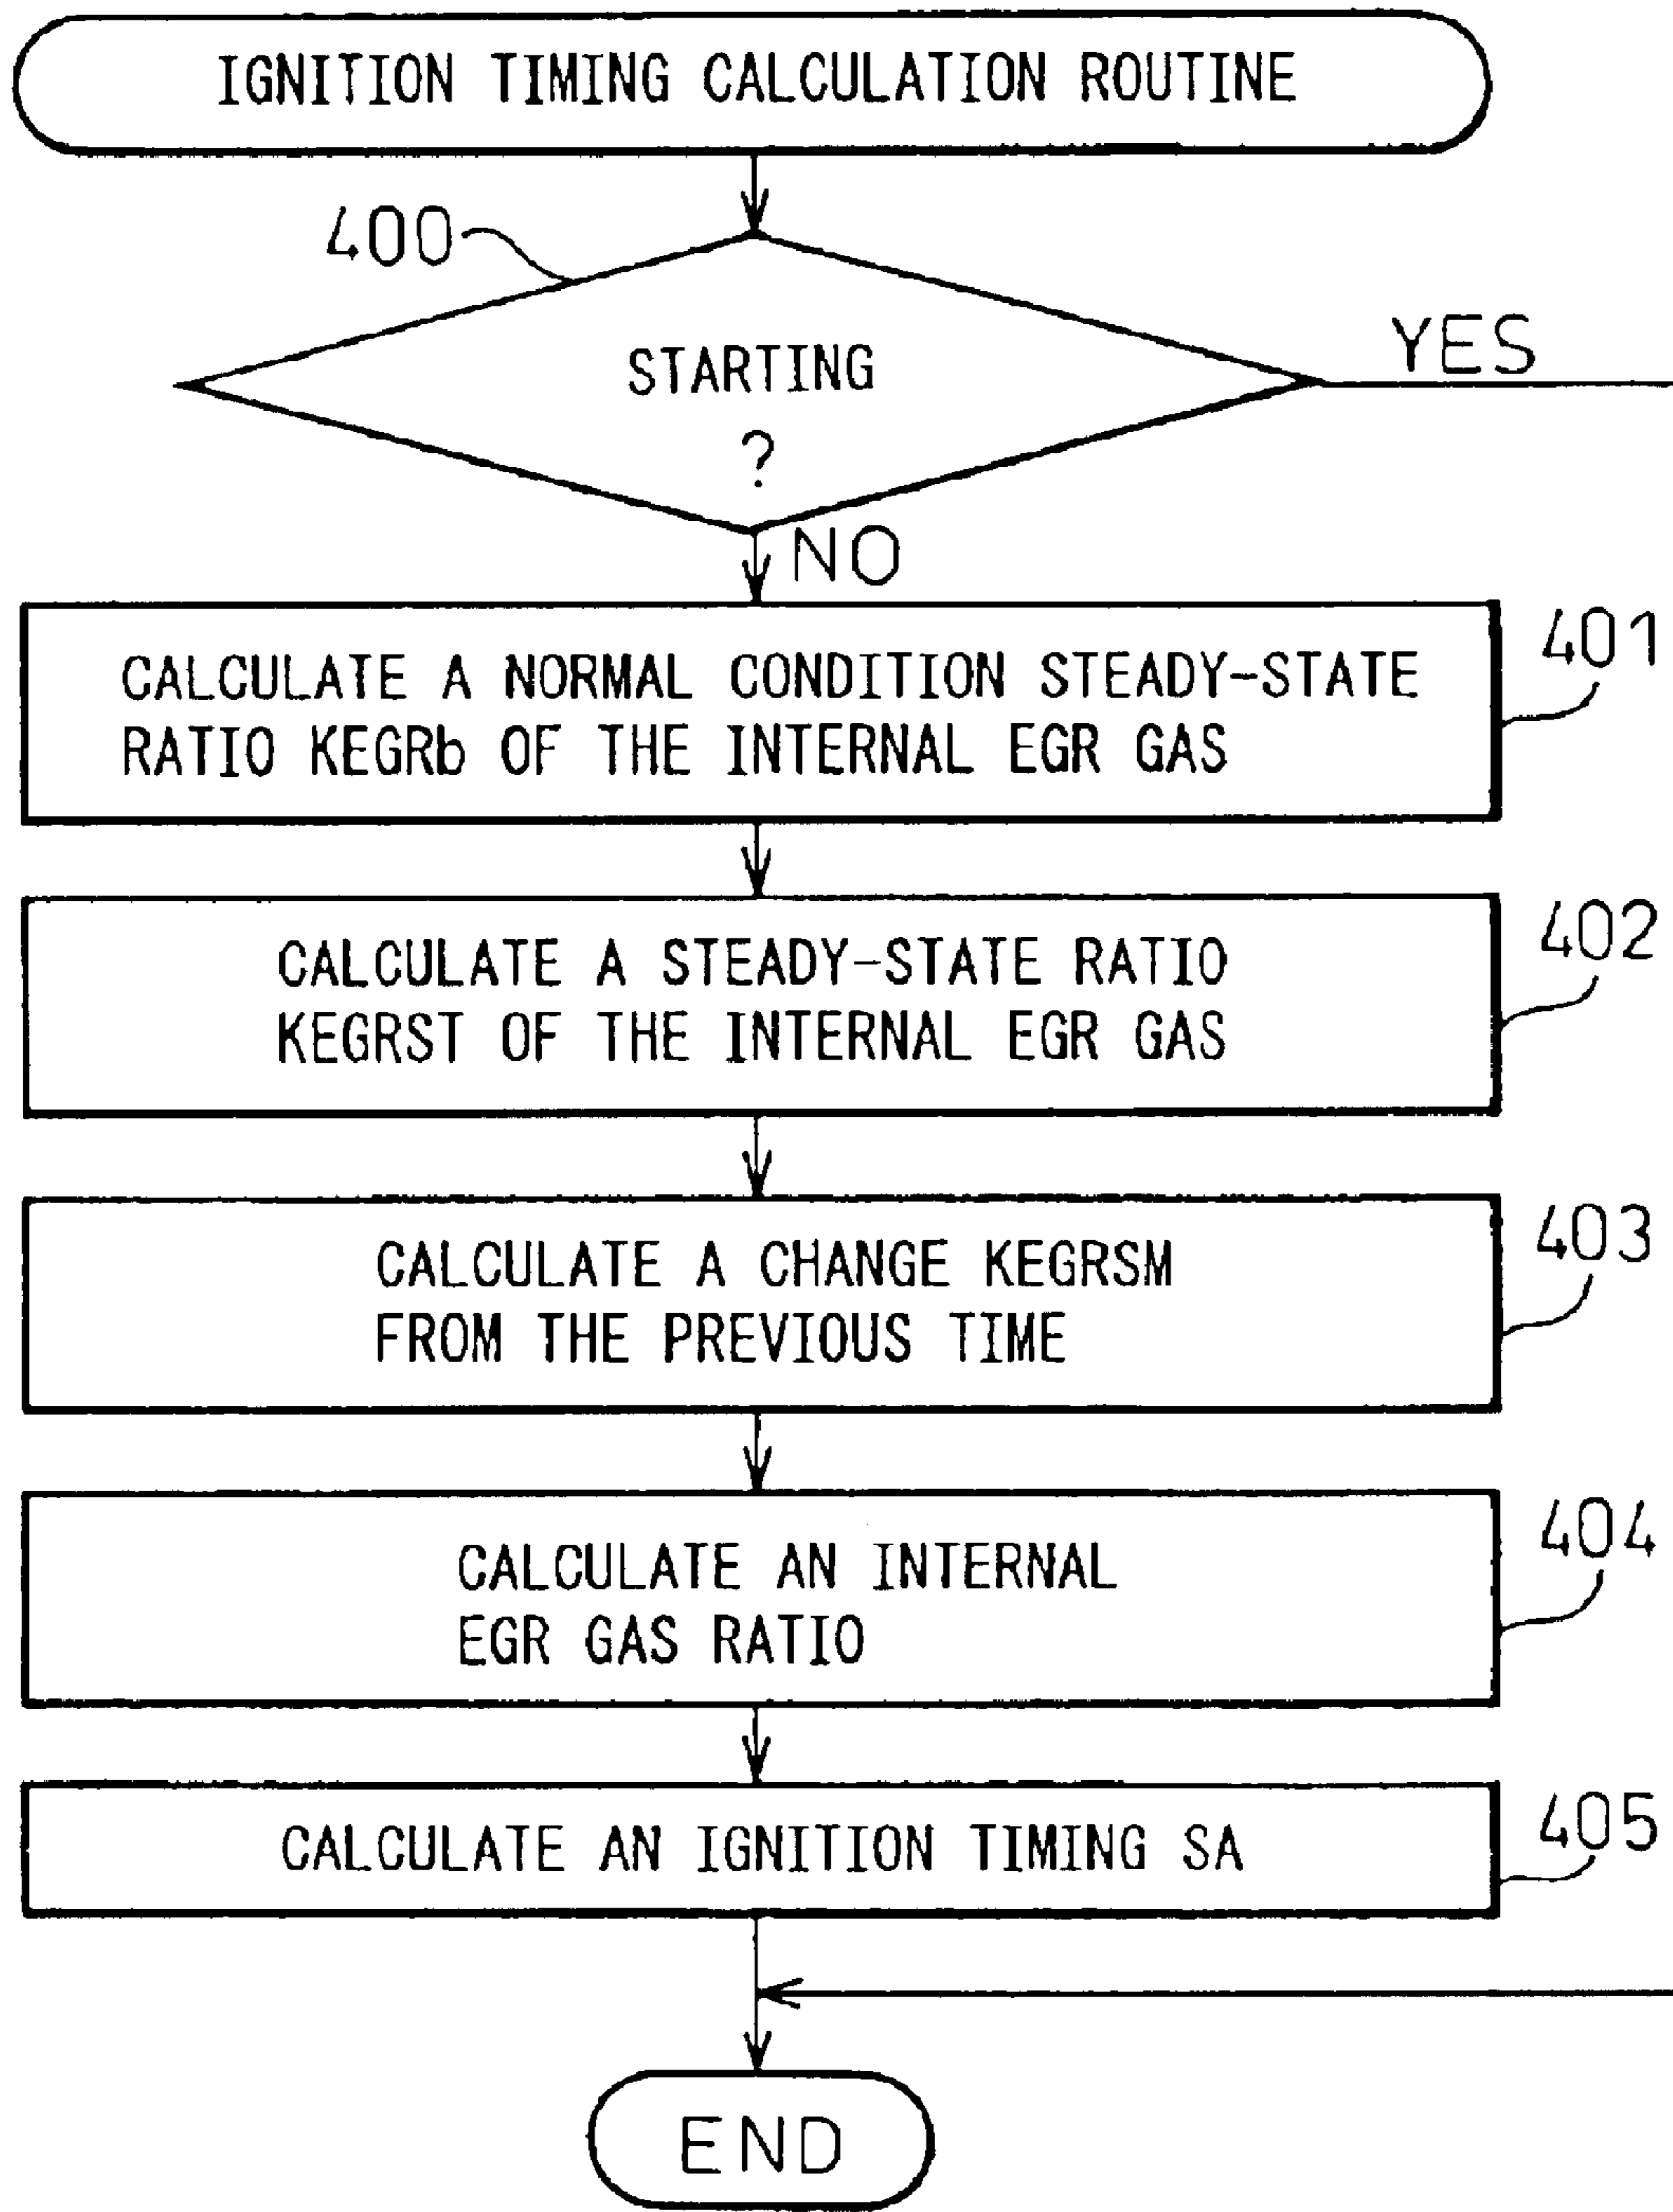 IGNITION TIMING CALCULATION ROUTINE
400
STARTING
?
YES
NO
401
CALCULATE A NORMAL CONDITION STEADY-STATE
RATIO KEGRb OF THE INTERNAL EGR GAS
402
CALCULATE A STEADY-STATE RATIO
KEGRST OF THE INTERNAL EGR GAS
403
CALCULATE A CHANGE KEGRSM
FROM THE PREVIOUS TIME
404
CALCULATE AN INTERNAL
EGR GAS RATIO
405
CALCULATE AN IGNITION TIMING SA
END